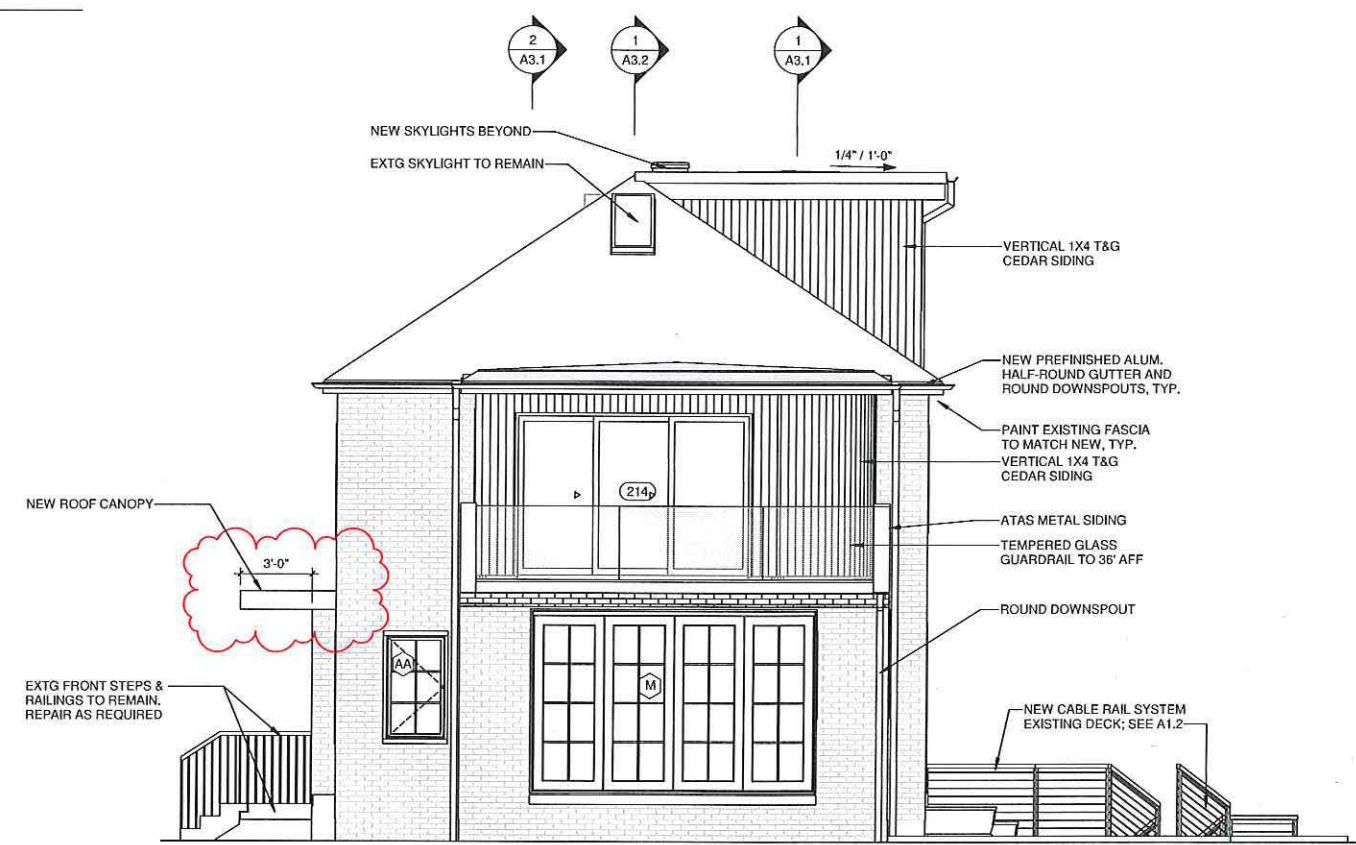 2
A3.1
1
A3.2
1
A3.1
NEW SKYLIGHTS BEYOND
EXTG SKYLIGHT TO REMAIN
1/4" / 1'-0"
VERTICAL 1X4 T&G
CEDAR SIDING
NEW PREFINISHED ALUM.
HALF-ROUND GUTTER AND
ROUND DOWNSPOUTS, TYP.
PAINT EXISTING FASCIA
TO MATCH NEW, TYP.
VERTICAL 1X4 T&G
CEDAR SIDING
214
NEW ROOF CANOPY
3'-0"
ATAS METAL SIDING
TEMPERED GLASS
GUARDRAIL TO 36' AFF
ROUND DOWNSPOUT
AA
M
EXTG FRONT STEPS &
RAILINGS TO REMAIN.
REPAIR AS REQUIRED
NEW CABLE RAIL SYSTEM
EXISTING DECK; SEE A1.2